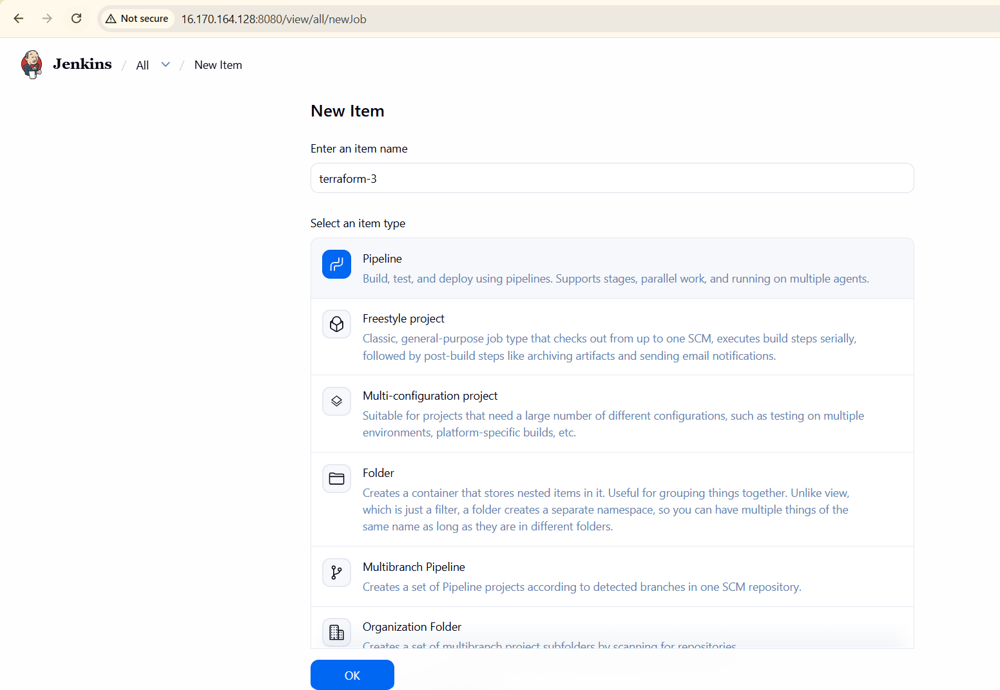 Not secure 16.170.164.128:8080/view/all/newJob
Jenkins / All / New Item
New Item
Enter an item name
terraform-3
Select an item type
Pipeline
Build, test, and deploy using pipelines. Supports stages, parallel work, and running on multiple agents.
Freestyle project
Classic, general-purpose job type that checks out from up to one SCM, executes build steps serially,
followed by post-build steps like archiving artifacts and sending email notifications.
Multi-configuration project
Suitable for projects that need a large number of different configurations, such as testing on multiple
environments, platform-specific builds, etc.
Folder
Creates a container that stores nested items in it. Useful for grouping things together. Unlike view,
which is just a filter, a folder creates a separate namespace, so you can have multiple things of the
same name as long as they are in different folders.
Multibranch Pipeline
Creates a set of Pipeline projects according to detected branches in one SCM repository.
Organization Folder
Creates a set of multibranch project subfolders by scanning for repositories.
OK